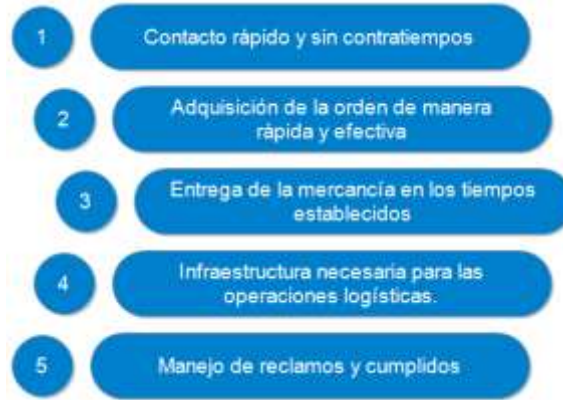 1
Contacto rápido y sin contratiempos
2
Adquisición de la orden de manera
rápida y efectiva
3
Entrega de la mercancía en los tiempos
establecidos
4
Infraestructura necesaria para las
operaciones logísticas.
5
Manejo de reclamos y cumplidos